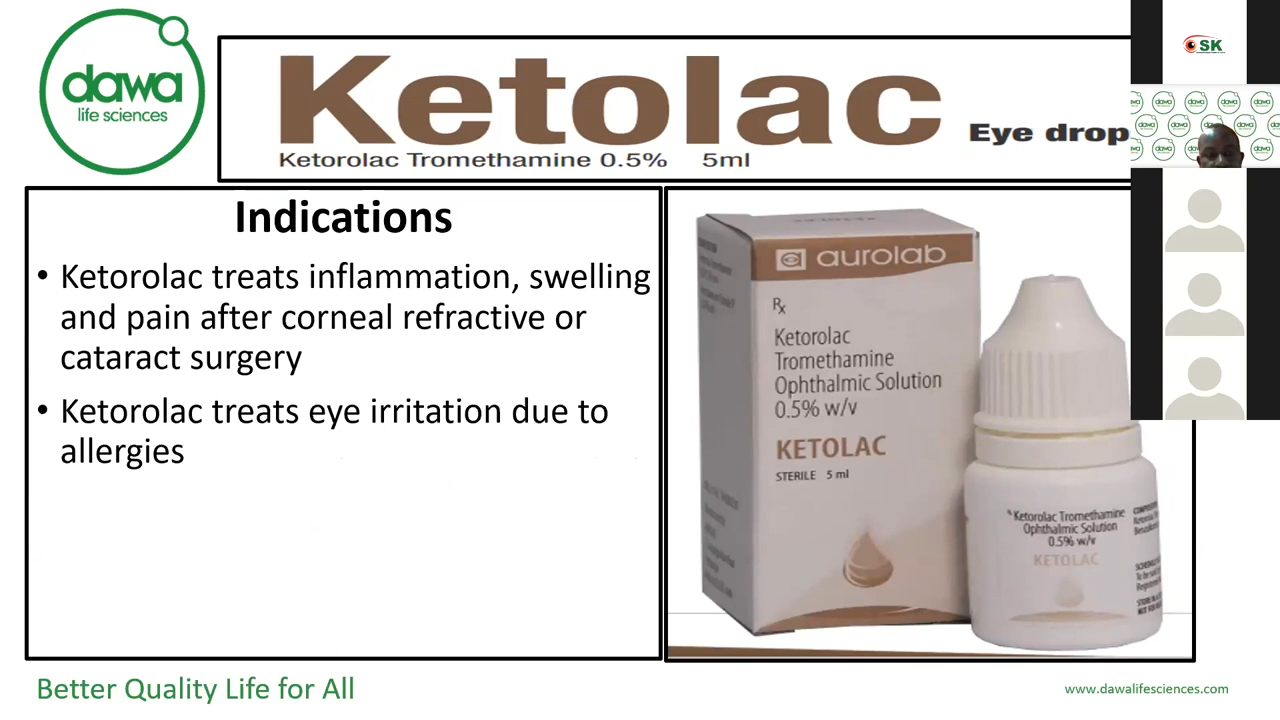 dawa
life sciences
Ketolac
Eye drop
Ketorolac Tromethamine 0.5% 5ml
SK
Indications
• Ketorolac treats inflammation, swelling
and pain after corneal refractive or
cataract surgery
• Ketorolac treats eye irritation due to
allergies
aurolab
Rx
Ketorolac
Tromethamine
Ophthalmic Solution
0.5% w/v
KETOLAC
STERILE 5 ml
Ketorolac Tromethamine
Ophthalmic Solution
0.5% w/v
KETOLAC
Better Quality Life for All
www.dawalifesciences.com